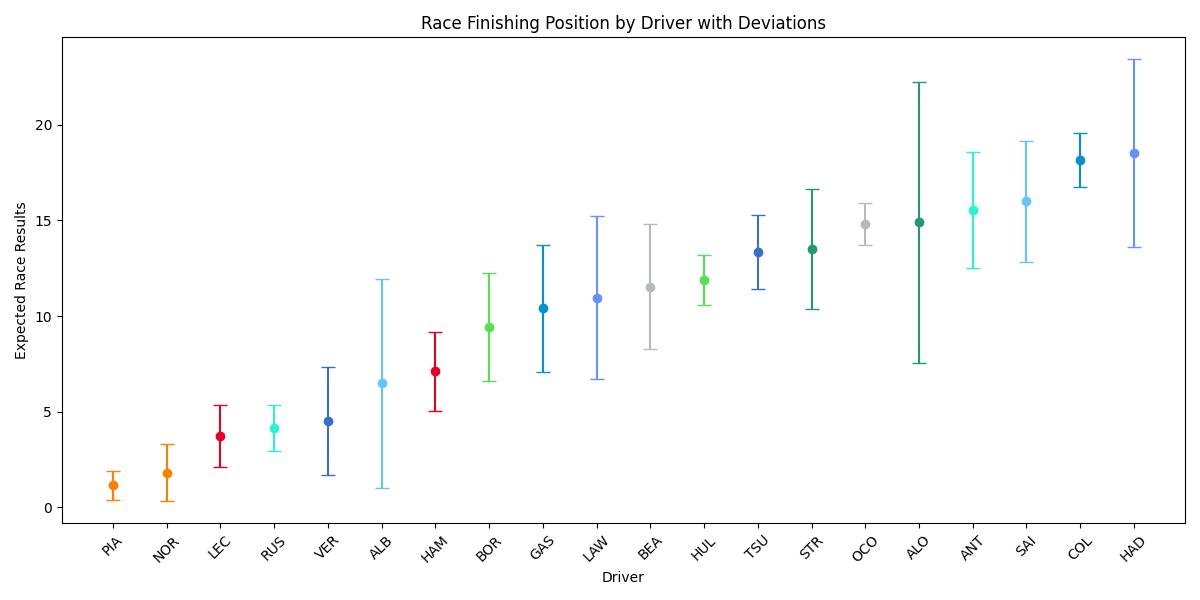 Race Finishing Position by Driver with Deviations
Expected Race Results
20
15
10
5
0
PIA
NOR
LEC
RUS
VER
ALB
HAM
BOR
GAS
LAW
BEA
HUL
TSU
STR
OCO
ALO
ANT
SAI
COL
HAD
Driver